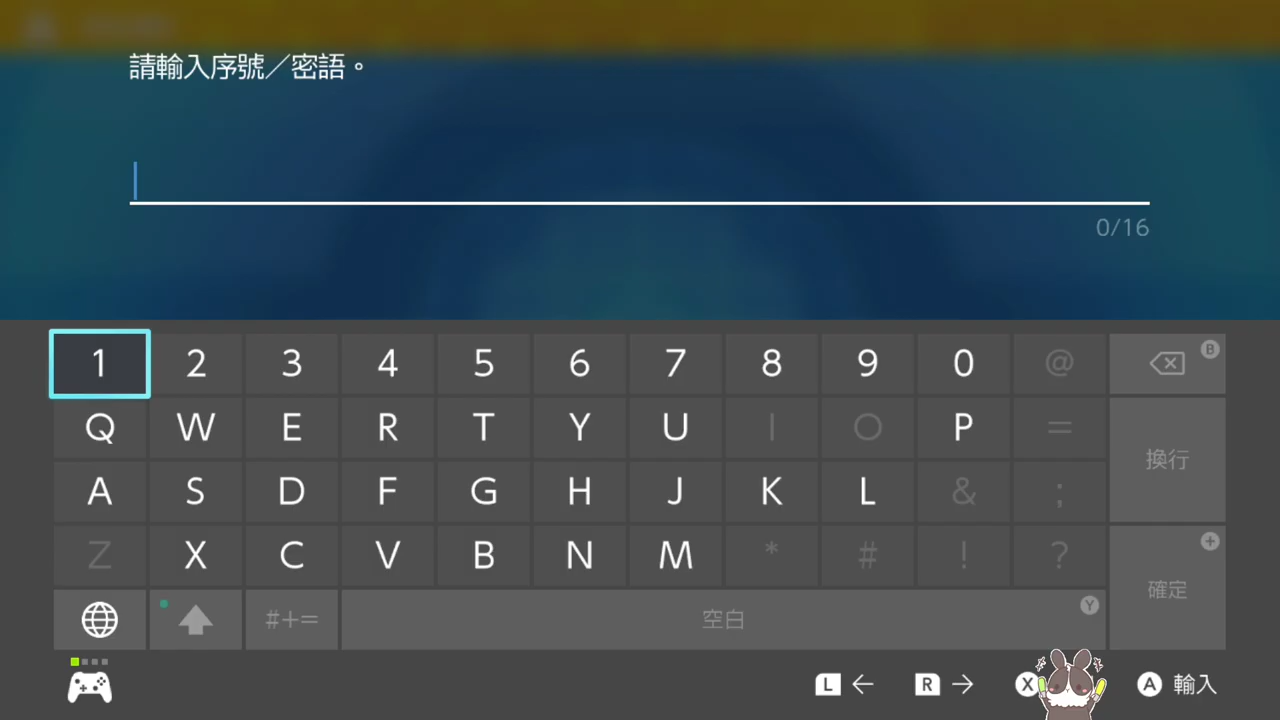 請輸入序號／密語。
0/16
1 2 3 4 5 6 7 8 9 0 @ B
Q W E R T Y U I O P = 換行
A S D F G H J K L & ;
Z X C V B N M * # ! ? + 確定
#+= 空白 Y
L ← R → X A 輸入